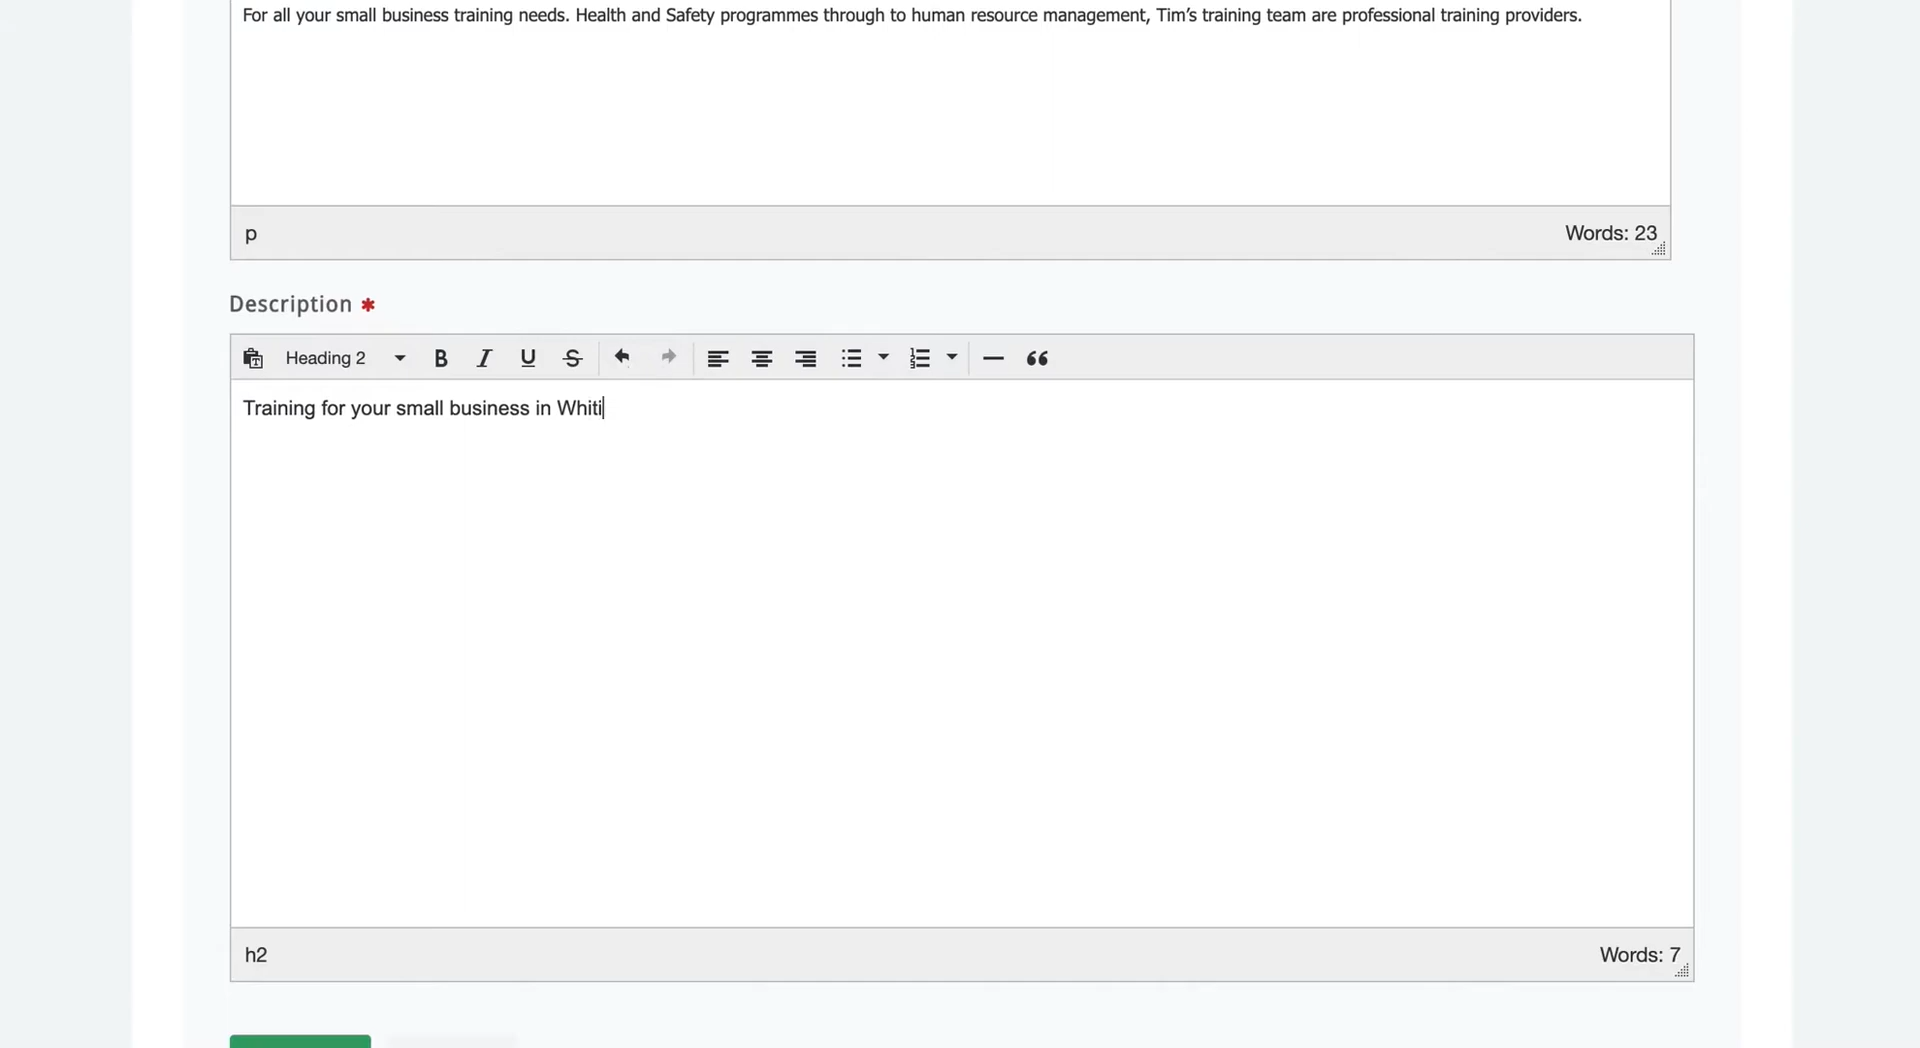 For all your small business training needs. Health and Safety programmes through to human resource management, Tim’s training team are professional training providers.
p
Words: 23
Description *
Heading 2 B I U S
Training for your small business in Whiti
h2
Words: 7